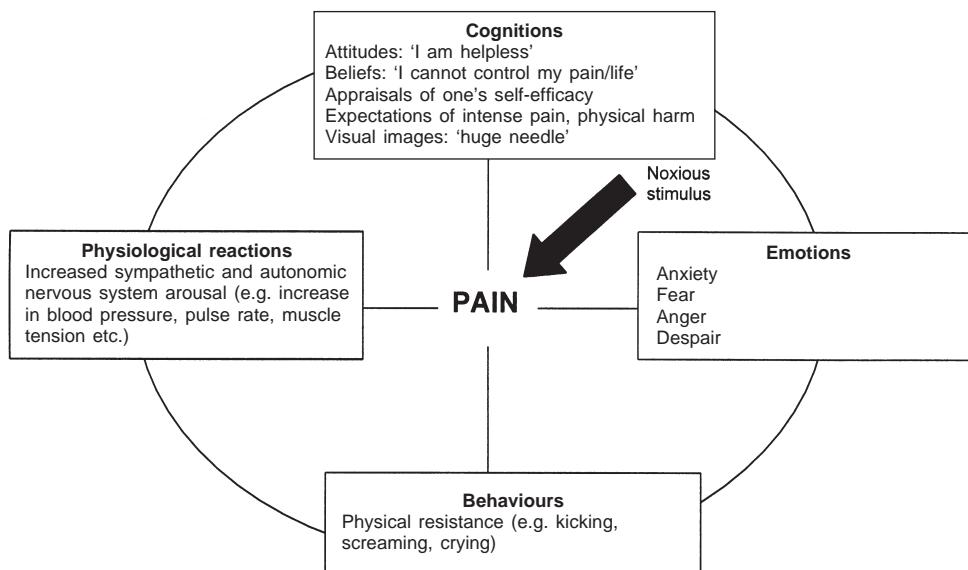 Cognitions
Attitudes: ‘I am helpless’
Beliefs: ‘I cannot control my pain/life’
Appraisals of one’s self-efficacy
Expectations of intense pain, physical harm
Visual images: ‘huge needle’
Noxious
stimulus
Physiological reactions
Increased sympathetic and autonomic
nervous system arousal (e.g. increase
in blood pressure, pulse rate, muscle
tension etc.)
PAIN
Emotions
Anxiety
Fear
Anger
Despair
Behaviours
Physical resistance (e.g. kicking,
screaming, crying)